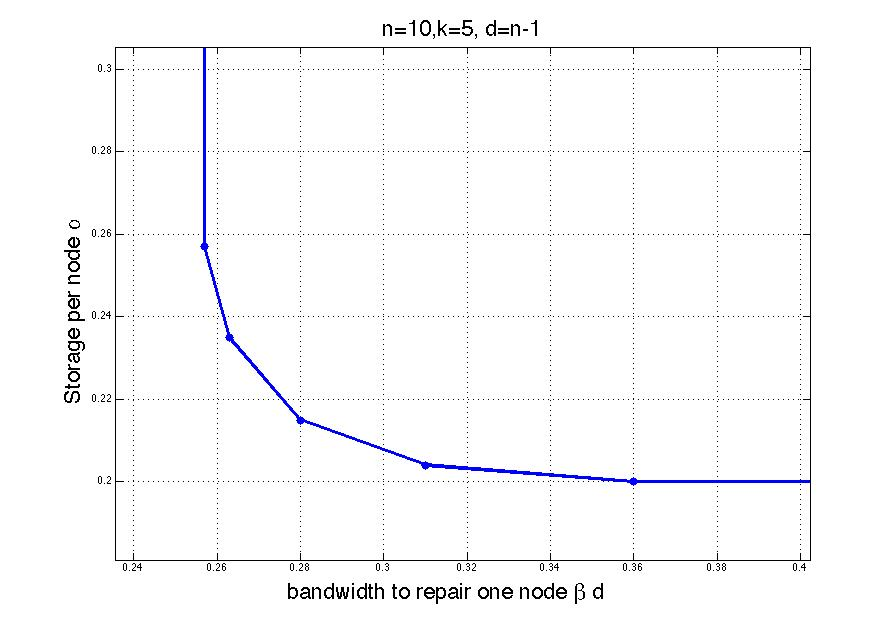 n=10,k=5, d=n-1
0.3
0.28
0.26
0.24
0.22
0.2
Storage per node
0.24 0.26 0.28 0.3 0.32 0.34 0.36 0.38 0.4
bandwidth to repair one node β d